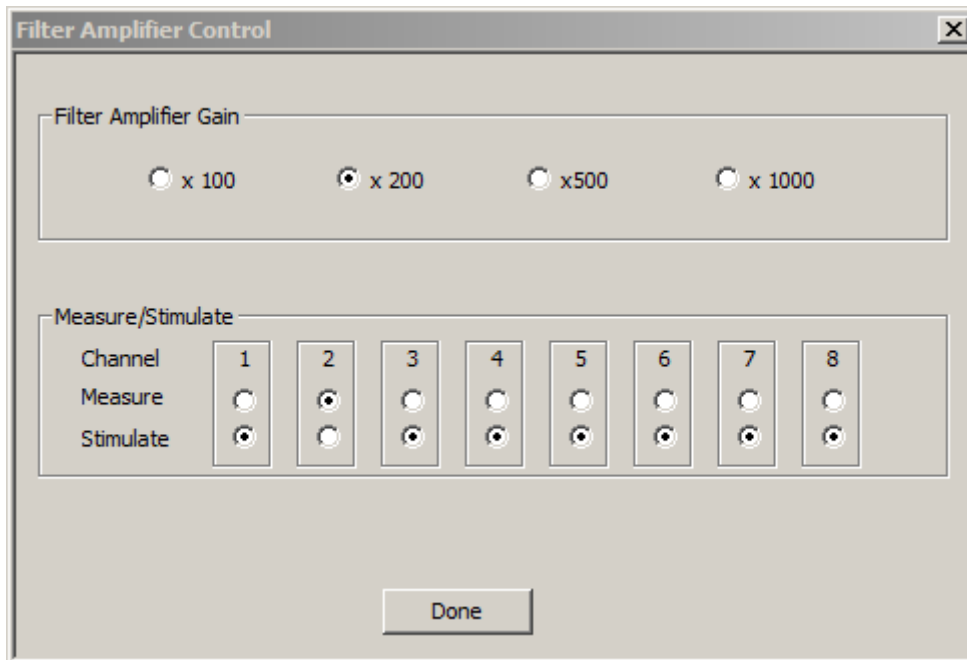 Filter Amplifier Control
Filter Amplifier Gain
x 100 x 200 x500 x 1000
Measure/Stimulate
Channel 1 2 3 4 5 6 7 8
Measure
Stimulate
Done